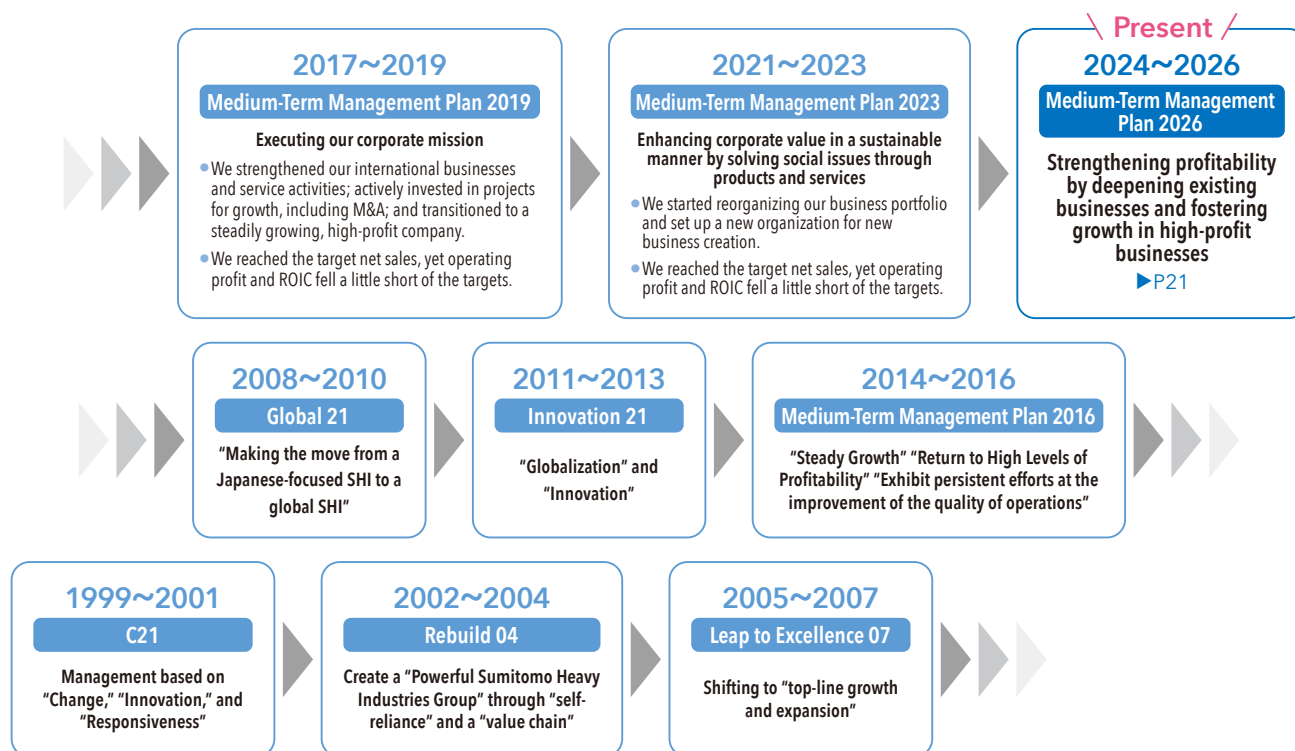 Present
2017~2019
Medium-Term Management Plan 2019
Executing our corporate mission
● We strengthened our international businesses
and service activities; actively invested in projects
for growth, including M&A; and transitioned to a
steadily growing, high-profit company.
● We reached the target net sales, yet operating
profit and ROIC fell a little short of the targets.
2021~2023
Medium-Term Management Plan 2023
Enhancing corporate value in a sustainable
manner by solving social issues through
products and services
● We started reorganizing our business portfolio
and set up a new organization for new
business creation.
● We reached the target net sales, yet operating
profit and ROIC fell a little short of the targets.
2024~2026
Medium-Term Management
Plan 2026
Strengthening profitability
by deepening existing
businesses and fostering
growth in high-profit
businesses
▶P21
2008~2010
Global 21
“Making the move from a
Japanese-focused SHI to a
global SHI”
2011~2013
Innovation 21
“Globalization” and
“Innovation”
2014~2016
Medium-Term Management Plan 2016
“Steady Growth” “Return to High Levels of
Profitability” “Exhibit persistent efforts at the
improvement of the quality of operations”
1999~2001
C21
Management based on
“Change,” “Innovation,” and
“Responsiveness”
2002~2004
Rebuild 04
Create a “Powerful Sumitomo Heavy
Industries Group” through “self-
reliance” and a “value chain”
2005~2007
Leap to Excellence 07
Shifting to “top-line growth
and expansion”